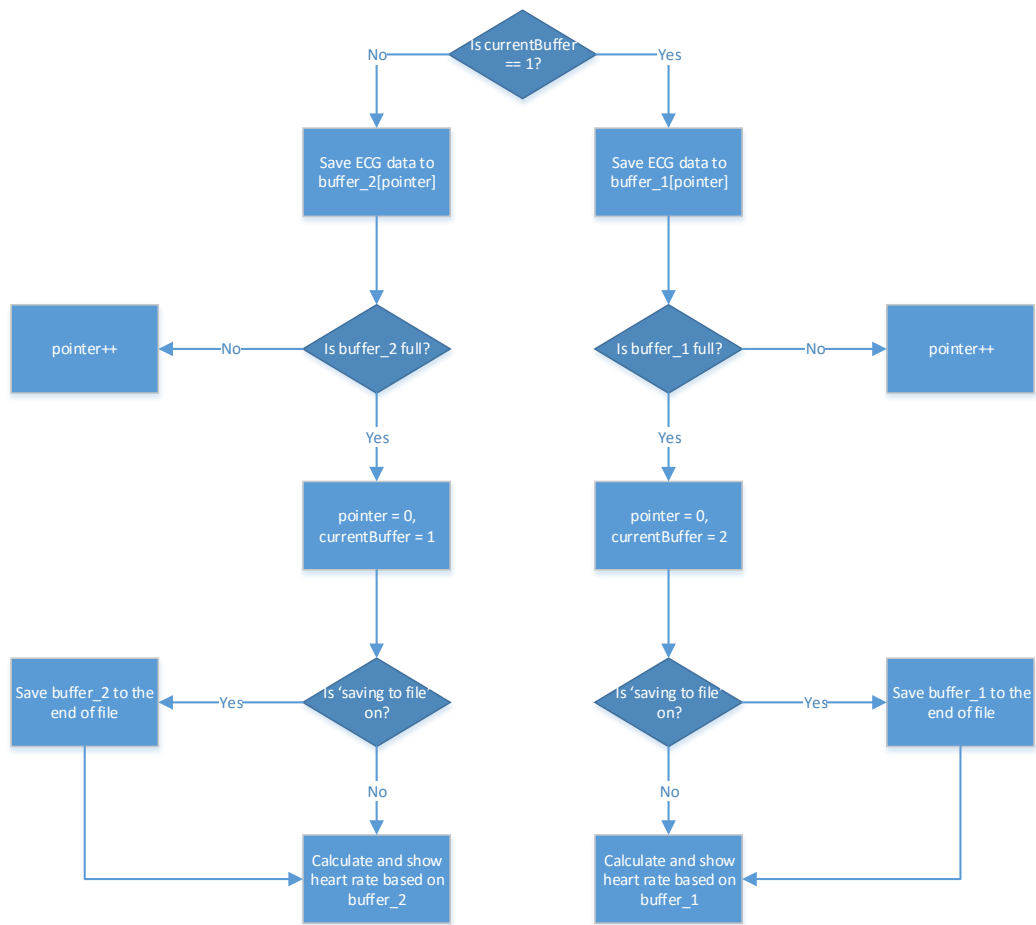 Is currentBuffer
== 1?
No
Yes
Save ECG data to
buffer_2[pointer]
Save ECG data to
buffer_1[pointer]
pointer++
No
Is buffer_2 full?
Is buffer_1 full?
No
pointer++
Yes
Yes
pointer = 0,
currentBuffer = 1
pointer = 0,
currentBuffer = 2
Save buffer_2 to the
end of file
Yes
Is ‘saving to file’
on?
Is ‘saving to file’
on?
Yes
Save buffer_1 to the
end of file
No
No
Calculate and show
heart rate based on
buffer_2
Calculate and show
heart rate based on
buffer_1